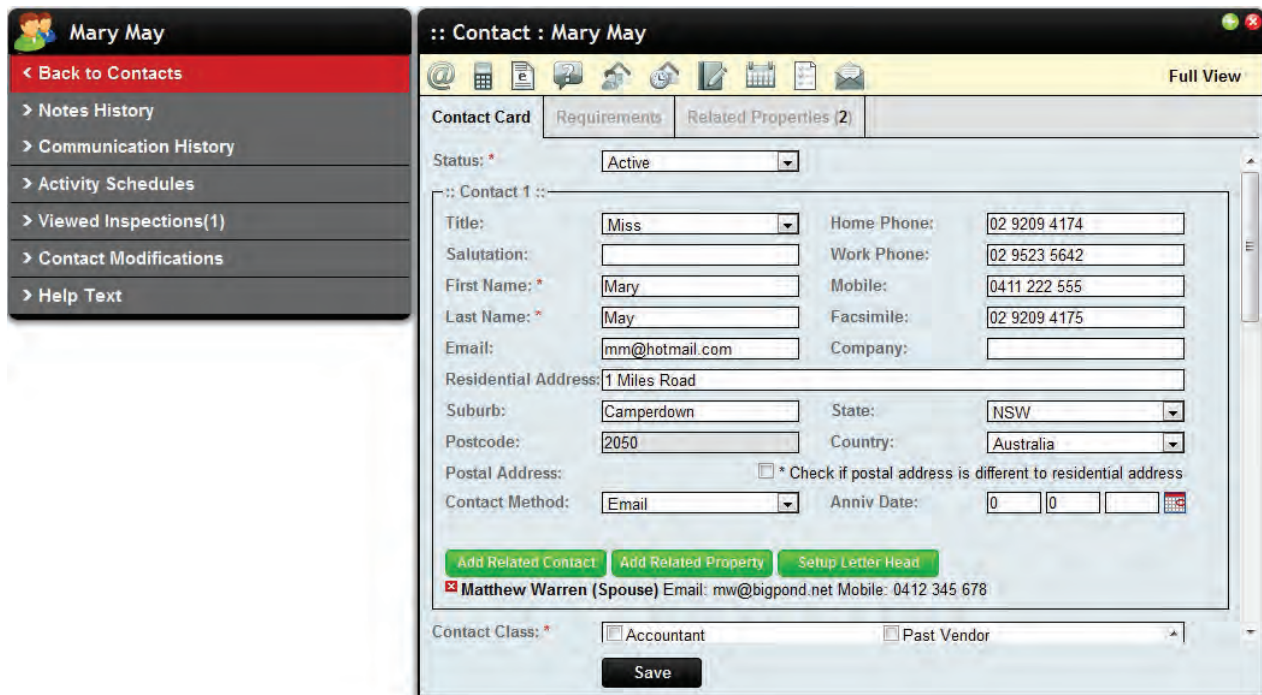 Mary May
< Back to Contacts
> Notes History
> Communication History
> Activity Schedules
> Viewed Inspections(1)
> Contact Modifications
> Help Text
:: Contact : Mary May
Full View
Contact Card Requirements Related Properties (2)
Status: * Active
:: Contact 1 ::
Title: Miss Home Phone: 02 9209 4174
Salutation: Work Phone: 02 9523 5642
First Name: * Mary Mobile: 0411 222 555
Last Name: * May Facsimile: 02 9209 4175
Email: mm@hotmail.com Company:
Residential Address: 1 Miles Road
Suburb: Camperdown State: NSW
Postcode: 2050 Country: Australia
Postal Address: * Check if postal address is different to residential address
Contact Method: Email Anniv Date: 0 0
Add Related Contact Add Related Property Setup Letter Head
Matthew Warren (Spouse) Email: mw@bigpond.net Mobile: 0412 345 678
Contact Class: * Accountant Past Vendor
Save